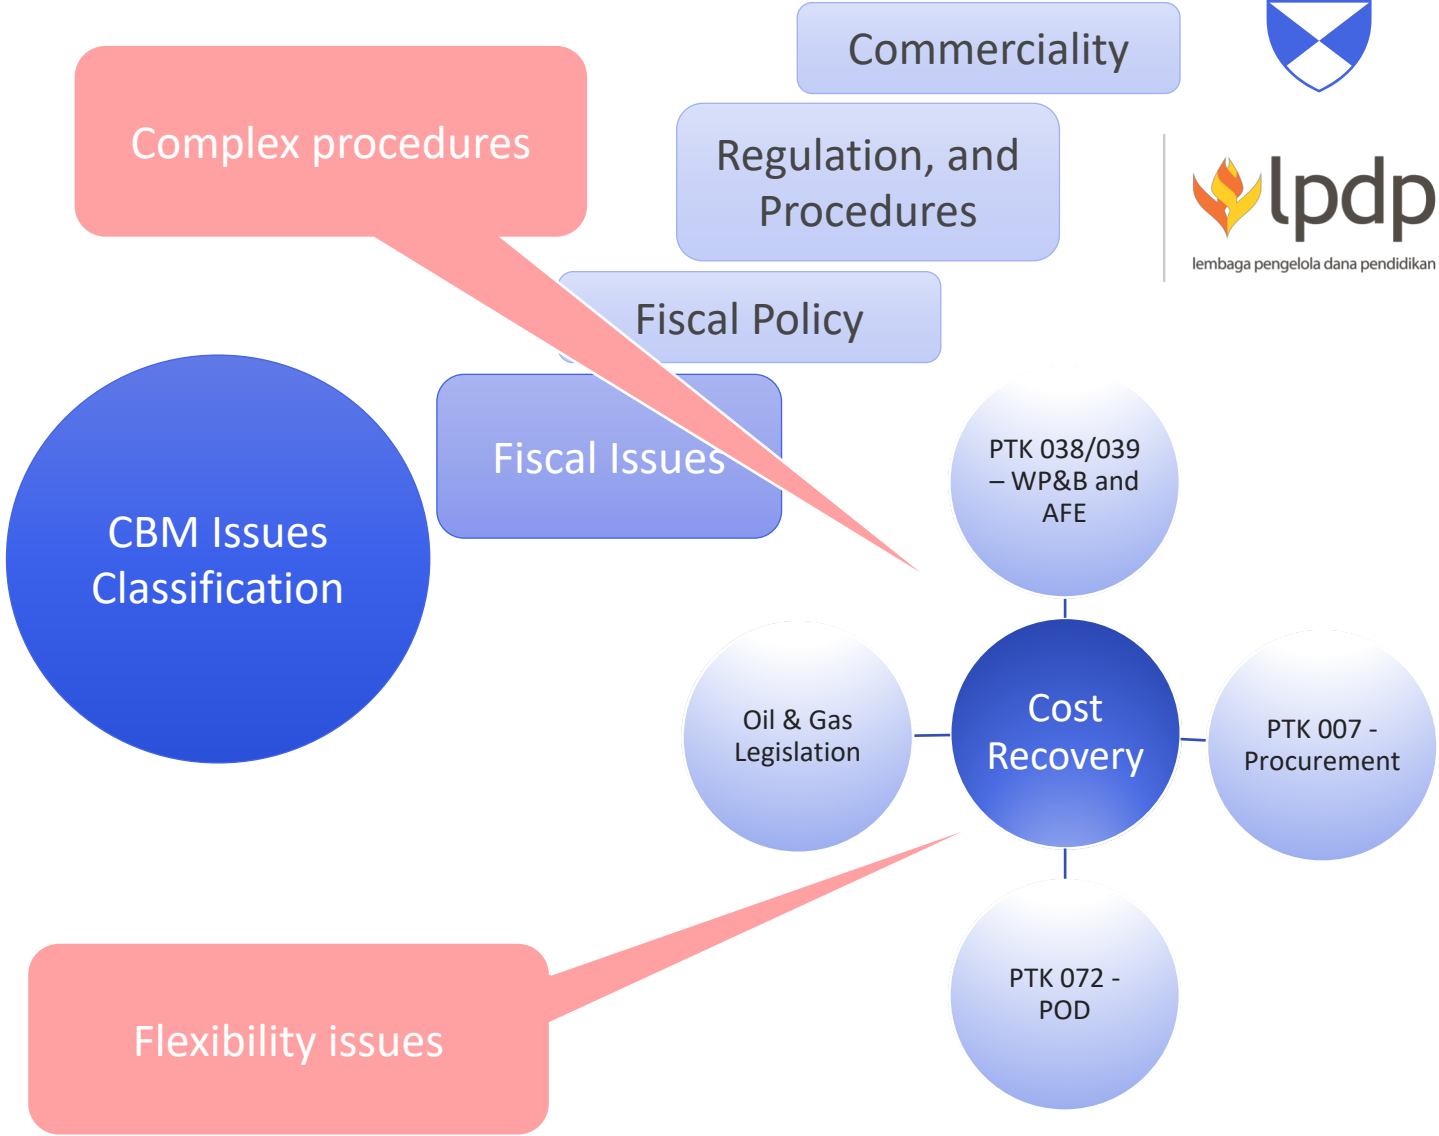 Commerciality
Complex procedures
Regulation, and
Procedures
lpdp
lembaga pengelola dana pendidikan
Fiscal Policy
Fiscal Issues
CBM Issues
Classification
PTK 038/039
– WP&B and
AFE
Oil & Gas
Legislation
Cost
Recovery
PTK 007 -
Procurement
PTK 072 -
POD
Flexibility issues